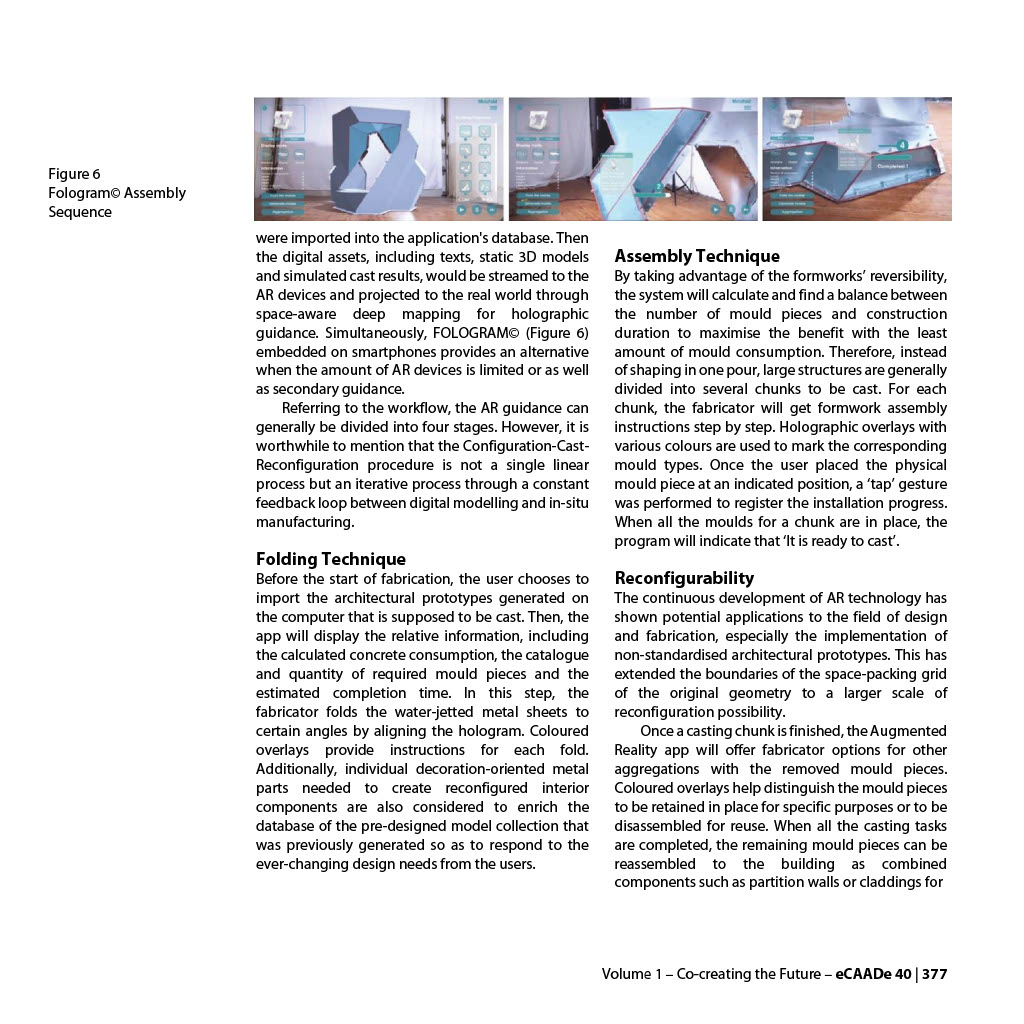 Figure 6
Fologram© Assembly
Sequence
were imported into the application's database. Then
the digital assets, including texts, static 3D models
and simulated cast results, would be streamed to the
AR devices and projected to the real world through
space-aware deep mapping for holographic
guidance. Simultaneously, FOLOGRAM© (Figure 6)
embedded on smartphones provides an alternative
when the amount of AR devices is limited or as well
as secondary guidance.
Referring to the workflow, the AR guidance can
generally be divided into four stages. However, it is
worthwhile to mention that the Configuration-Cast-
Reconfiguration procedure is not a single linear
process but an iterative process through a constant
feedback loop between digital modelling and in-situ
manufacturing.
Folding Technique
Before the start of fabrication, the user chooses to
import the architectural prototypes generated on
the computer that is supposed to be cast. Then, the
app will display the relative information, including
the calculated concrete consumption, the catalogue
and quantity of required mould pieces and the
estimated completion time. In this step, the
fabricator folds the water-jetted metal sheets to
certain angles by aligning the hologram. Coloured
overlays provide instructions for each fold.
Additionally, individual decoration-oriented metal
parts needed to create reconfigured interior
components are also considered to enrich the
database of the pre-designed model collection that
was previously generated so as to respond to the
ever-changing design needs from the users.
Assembly Technique
By taking advantage of the formworks’ reversibility,
the system will calculate and find a balance between
the number of mould pieces and construction
duration to maximise the benefit with the least
amount of mould consumption. Therefore, instead
of shaping in one pour, large structures are generally
divided into several chunks to be cast. For each
chunk, the fabricator will get formwork assembly
instructions step by step. Holographic overlays with
various colours are used to mark the corresponding
mould types. Once the user placed the physical
mould piece at an indicated position, a ‘tap’ gesture
was performed to register the installation progress.
When all the moulds for a chunk are in place, the
program will indicate that ‘It is ready to cast’.
Reconfigurability
The continuous development of AR technology has
shown potential applications to the field of design
and fabrication, especially the implementation of
non-standardised architectural prototypes. This has
extended the boundaries of the space-packing grid
of the original geometry to a larger scale of
reconfiguration possibility.
Once a casting chunk is finished, the Augmented
Reality app will offer fabricator options for other
aggregations with the removed mould pieces.
Coloured overlays help distinguish the mould pieces
to be retained in place for specific purposes or to be
disassembled for reuse. When all the casting tasks
are completed, the remaining mould pieces can be
reassembled to the building as combined
components such as partition walls or claddings for
Volume 1 – Co-creating the Future – eCAADe 40 | 377